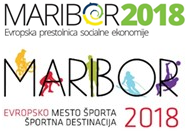 MARIBOR2018
Evropska prestolnica socialne ekonomije
MARIBOR
EVROPSKO MESTO ŠPORTA
ŠPORTNA DESTINACIJA 2018